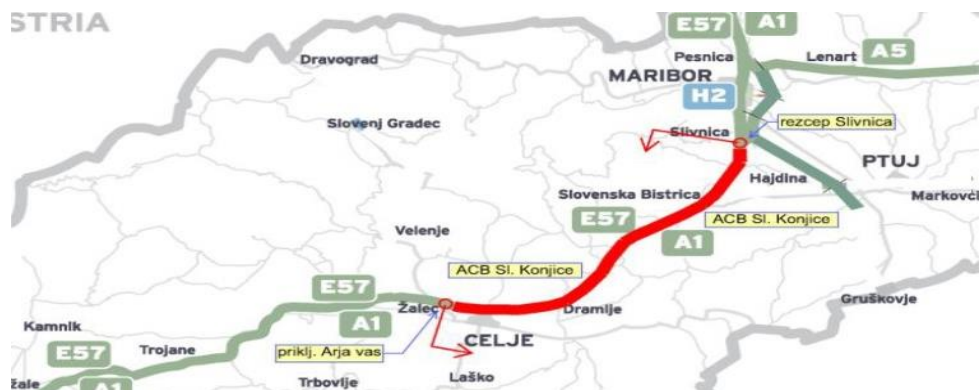 STRIA
E57
A1
Pesnica
Lenart
A5
Dravograd
MARIBOR
H2
Slovenj Gradec
Slivnica
rezcep Slivnica
PTUJ
Hajdina
Slovenska Bistrica
Markovci
E57
ACB Sl. Konjice
A1
Velenje
ACB Sl. Konjice
E57
Žalec
Dramlje
Gruškovje
A1
Kamnik
CELJE
E57
Trojane
priklj. Arja vas
žale
A1
Trbovlje
Laško